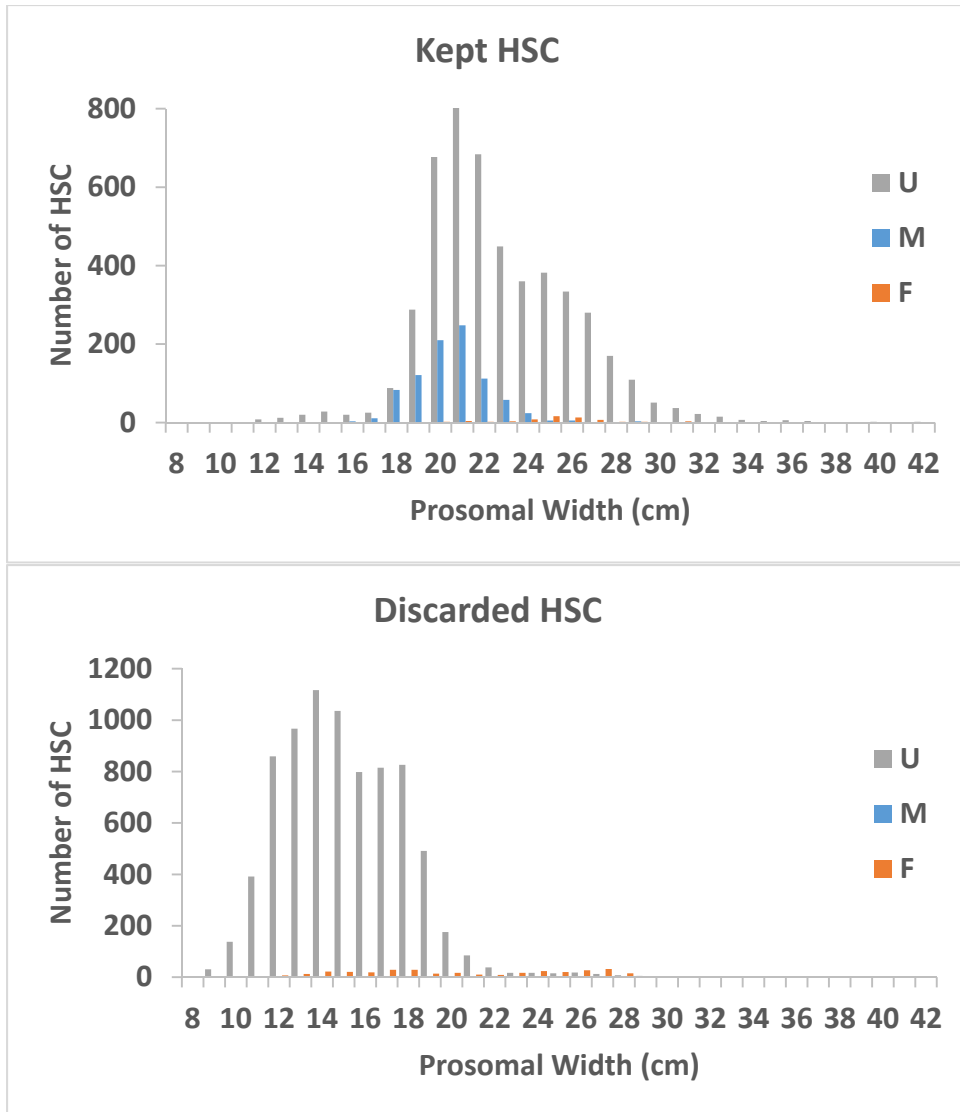 Kept HSC
800
600
400
200
0
Number of HSC
U
M
F
8 10 12 14 16 18 20 22 24 26 28 30 32 34 36 38 40 42
Prosomal Width (cm)
Discarded HSC
1200
1000
800
600
400
200
0
Number of HSC
U
M
F
8 10 12 14 16 18 20 22 24 26 28 30 32 34 36 38 40 42
Prosomal Width (cm)